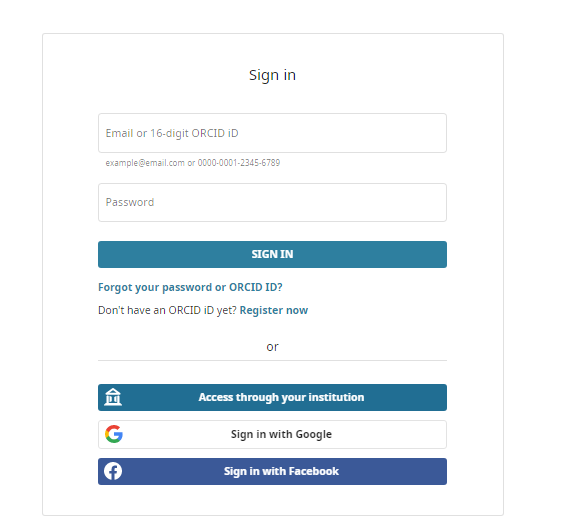 Sign in
Email or 16-digit ORCID iD
example@email.com or 0000-0001-2345-6789
Password
SIGN IN
Forgot your password or ORCID ID?
Don't have an ORCID iD yet? Register now
or
Access through your institution
Sign in with Google
Sign in with Facebook